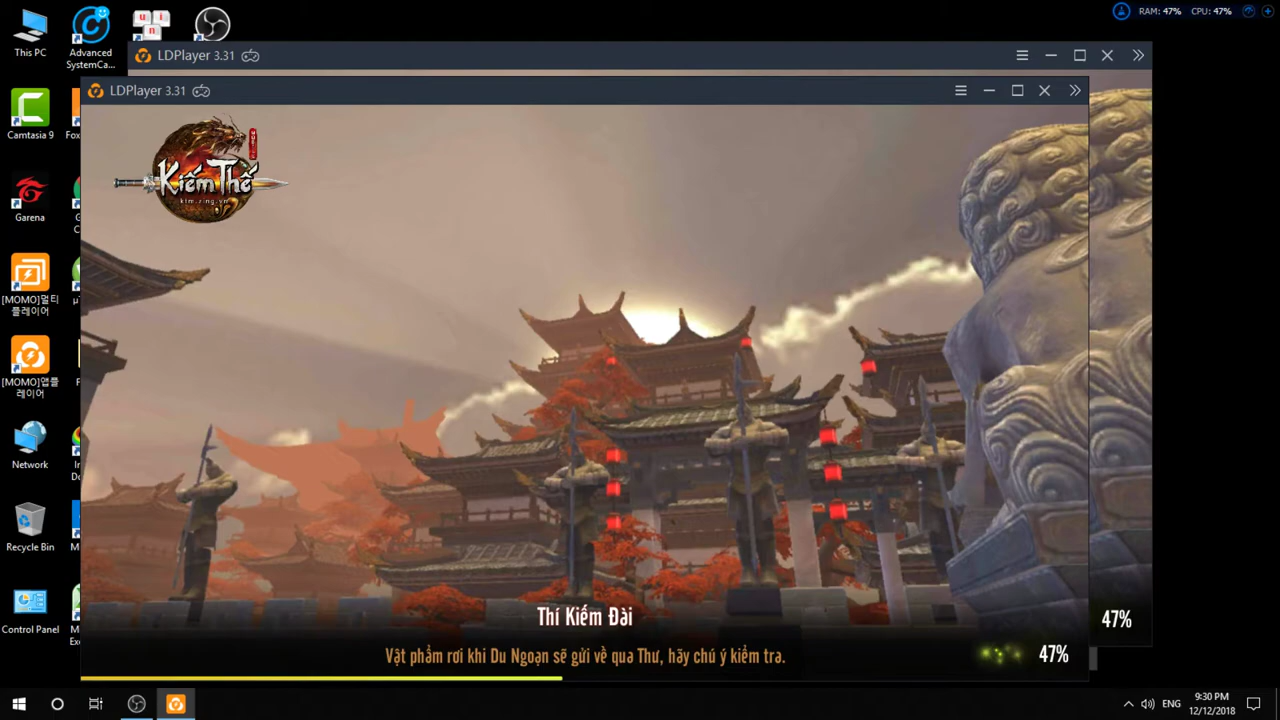 RAM: 47% CPU: 47%
This PC
Advanced
SystemCa...
LDPlayer 3.31
LDPlayer 3.31
Kiếm Thế
ktm.zing.vn
Camtasia 9
Garena
[MOMO]멀티
플레이어
[MOMO]앱플
레이어
Network
Recycle Bin
Control Panel
Thí Kiếm Đài
47%
Vật phẩm rơi khi Du Ngoạn sẽ gửi về qua Thư, hãy chú ý kiểm tra.
47%
ENG
9:30 PM
12/12/2018